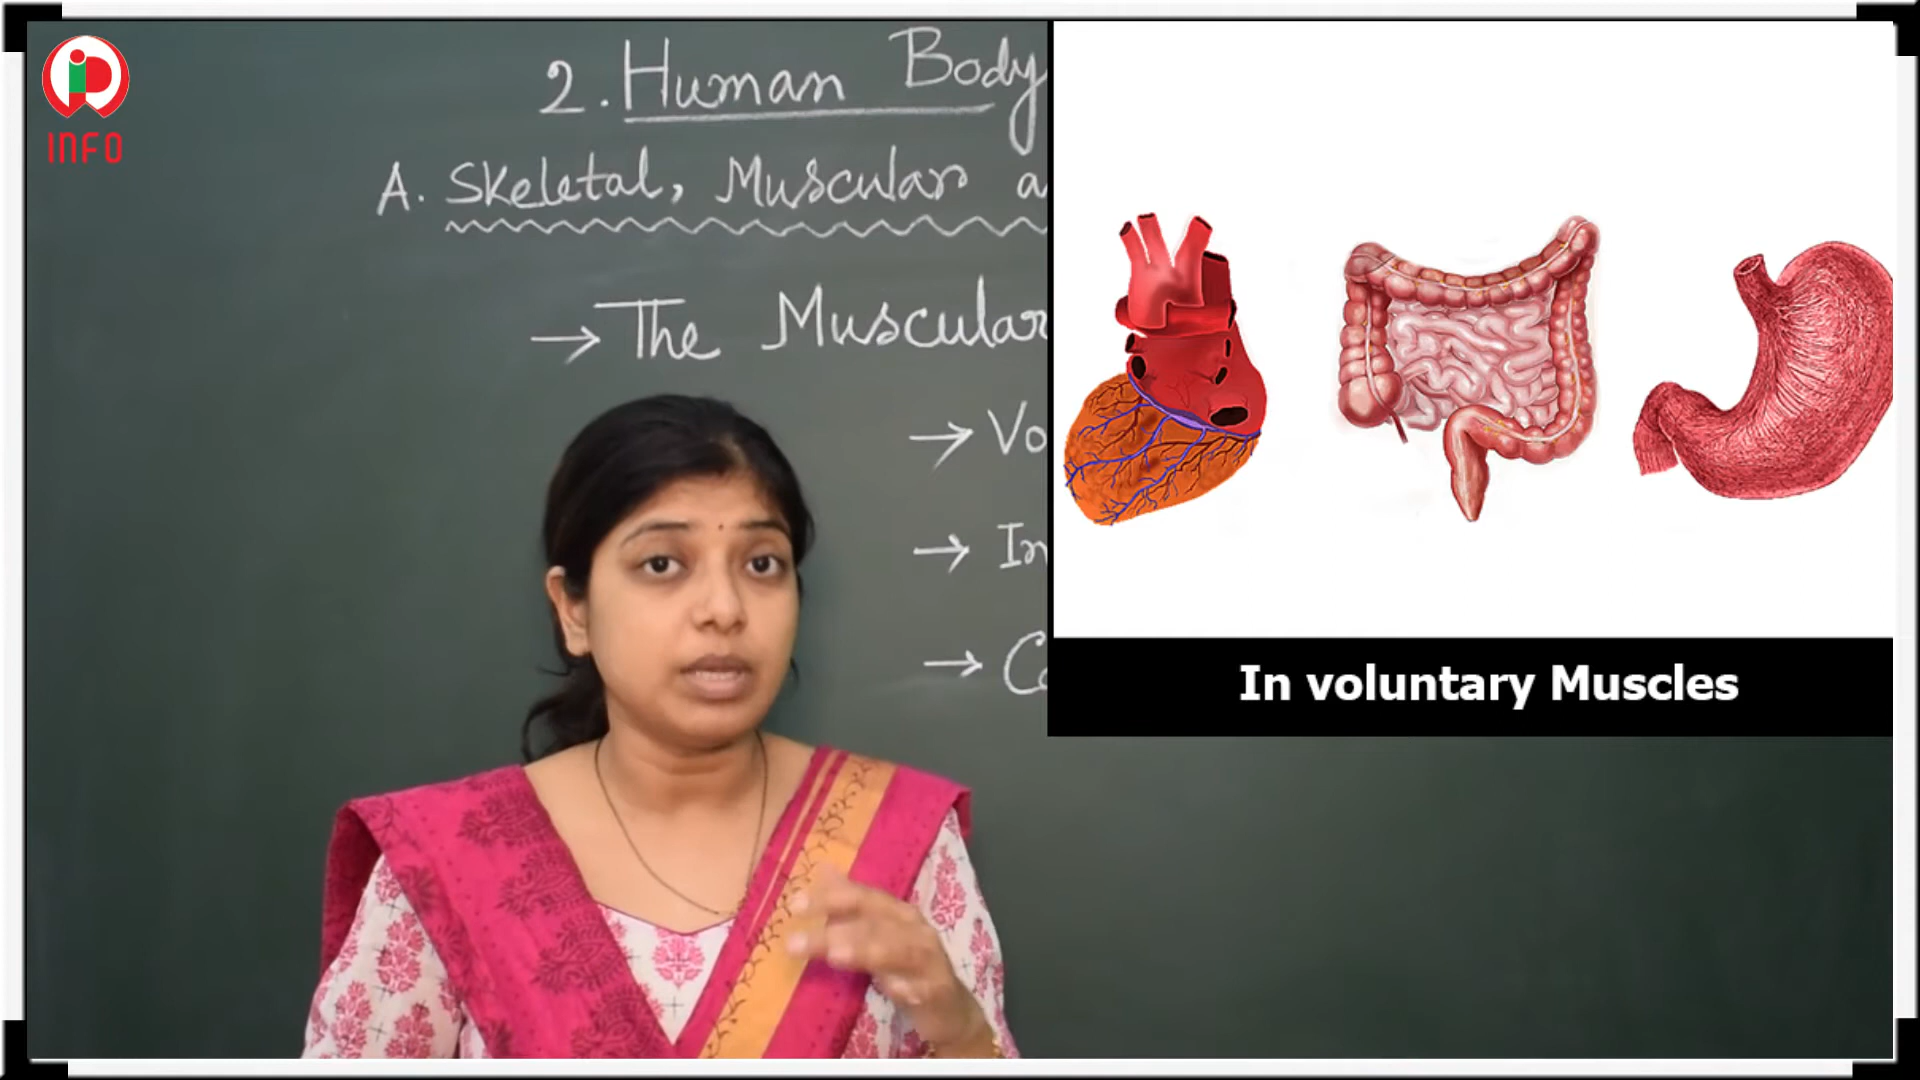 INFO
2. Human Body
A. Skeletal, Muscular
→ The Muscular
→ Vo
→ In
→ C
In voluntary Muscles